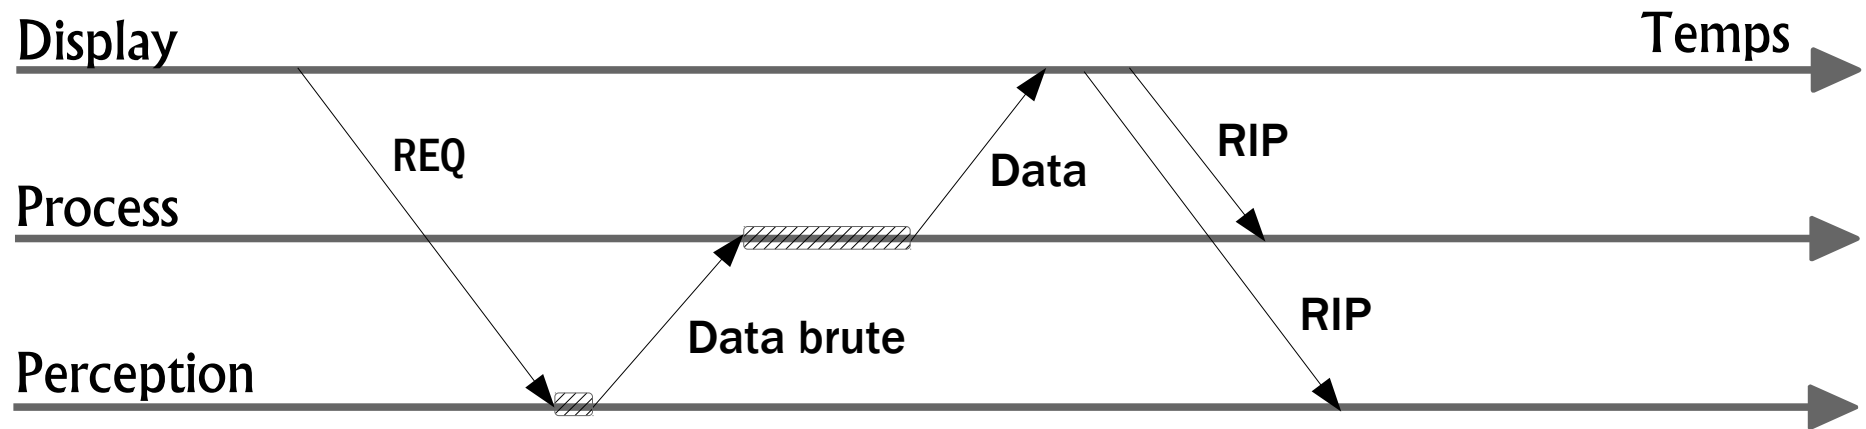 Display
Temps
REQ
RIP
Data
Process
RIP
Data brute
Perception